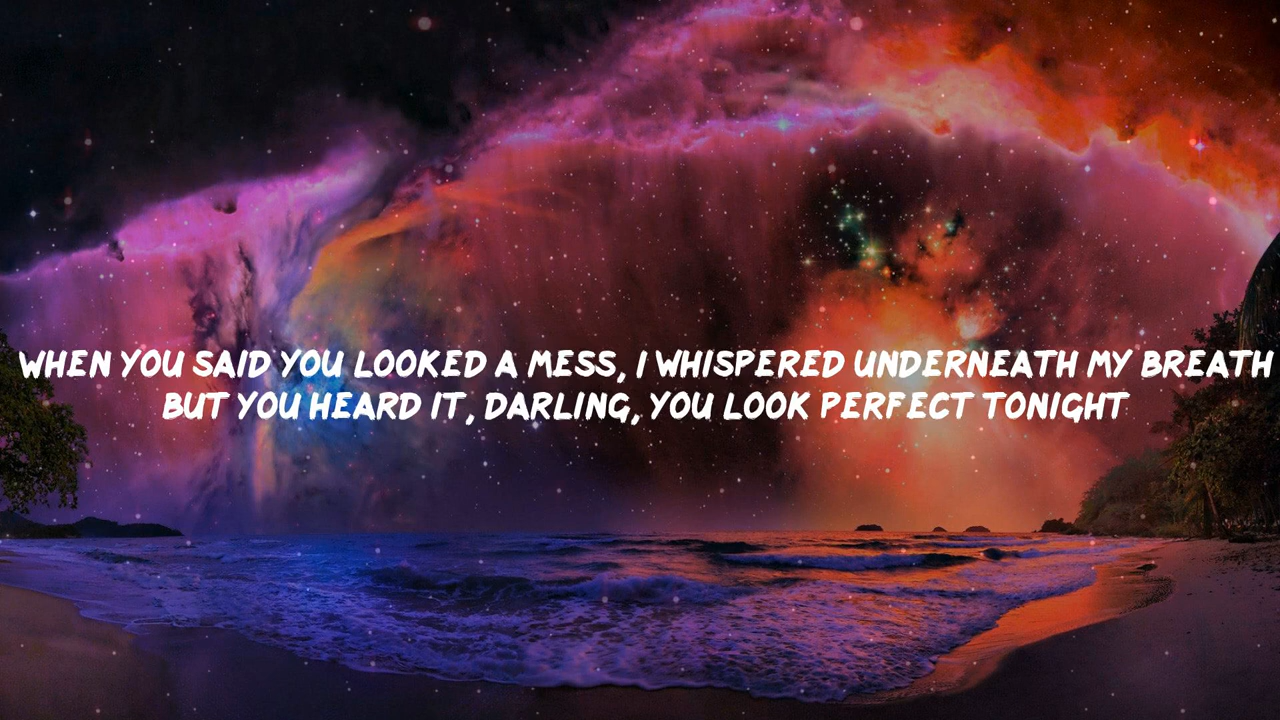 WHEN YOU SAID YOU LOOKED A MESS, I WHISPERED UNDERNEATH MY BREATH
BUT YOU HEARD IT, DARLING, YOU LOOK PERFECT TONIGHT